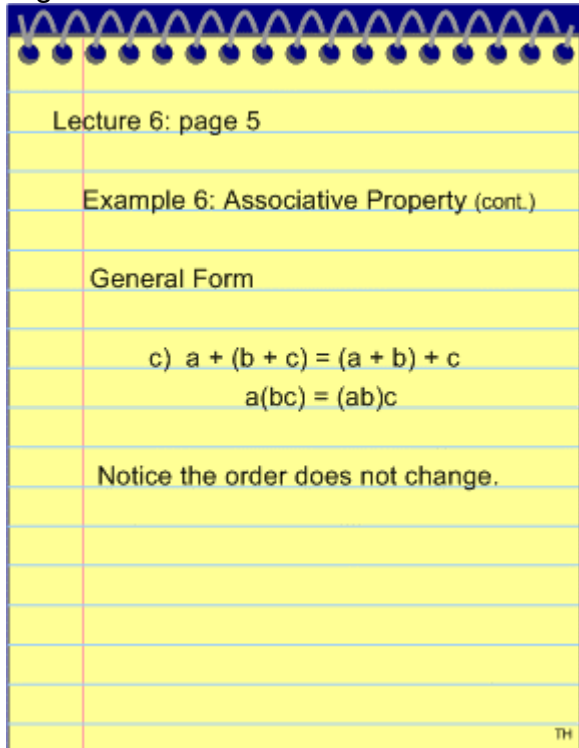 Lecture 6: page 5
Example 6: Associative Property (cont.)
General Form
c) a + (b + c) = (a + b) + c
a(bc) = (ab)c
Notice the order does not change.
TH